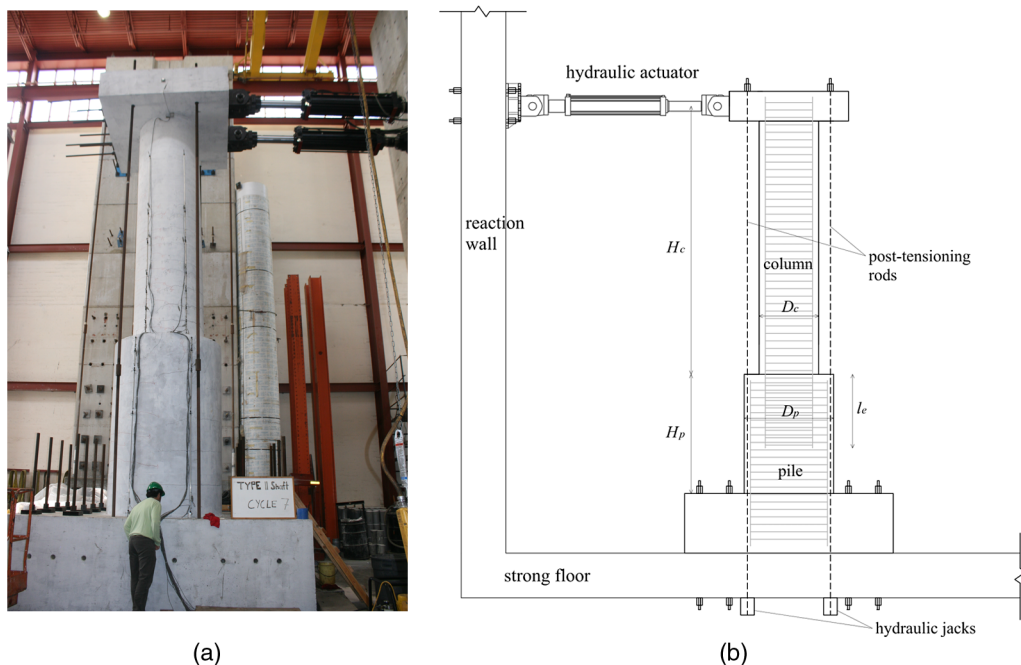 TYPE II Shaft
CYCLE 7
(a)
hydraulic actuator
reaction
wall
Hc
column
post-tensioning
rods
Dc
Dp
le
Hp
pile
strong floor
hydraulic jacks
(b)